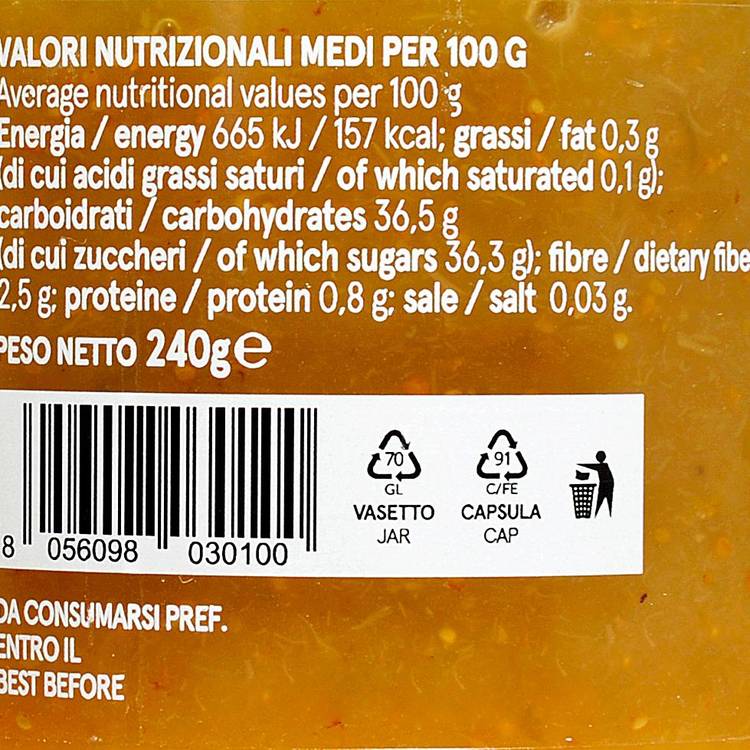 VALORI NUTRIZIONALI MEDI PER 100 G
Average nutritional values per 100 g
Energia / energy 665 kJ / 157 kcal; grassi / fat 0,3 g
(di cui acidi grassi saturi / of which saturated 0,1 g);
carboidrati / carbohydrates 36,5 g
(di cui zuccheri / of which sugars 36,3 g); fibre / dietary fibe
2,5 g; proteine / protein 0,8 g; sale / salt 0,03 g.
PESO NETTO 240g e
70 91
GL C/FE
VASETTO CAPSULA
JAR CAP
8 056098 030100
DA CONSUMARSI PREF.
ENTRO IL
BEST BEFORE